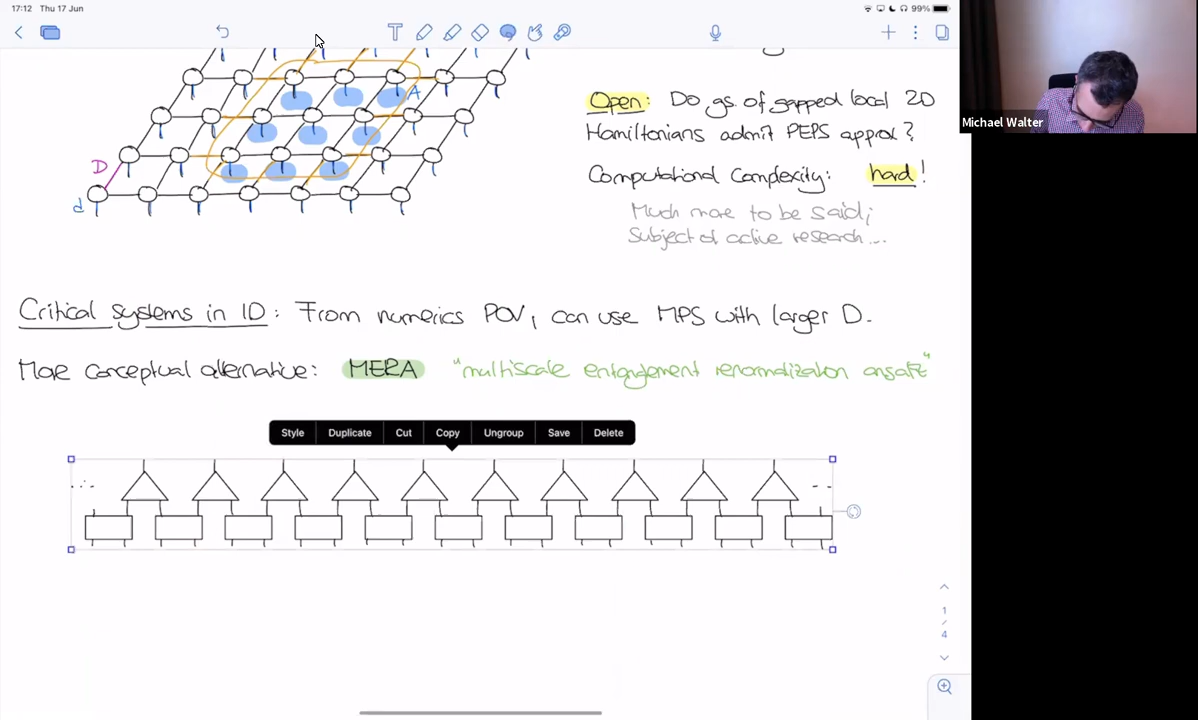 17:12 Thu 17 Jun
99%
T
A
D
d
Open: Do g.s. of gapped local 2D
Hamiltonians admit PEPS approx?
Computational Complexity: hard!
Much more to be said;
Subject of active research...
Michael Walter
Critical systems in 1D: From numerics POV, can use MPS with larger D.
More conceptual alternative: MERA "multiscale entanglement renormalization ansatz"
Style Duplicate Cut Copy Ungroup Save Delete
1
/
4